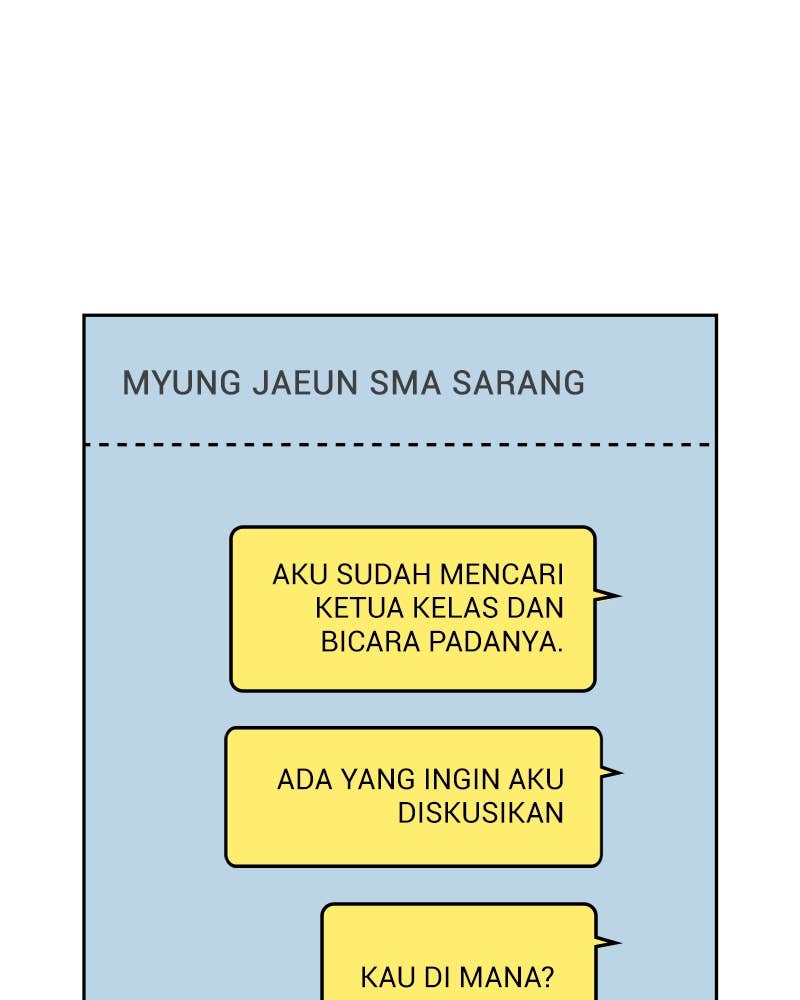 MYUNG JAEUN SMA SARANG
AKU SUDAH MENCARI
KETUA KELAS DAN
BICARA PADANYA.
ADA YANG INGIN AKU
DISKUSIKAN
KAU DI MANA?